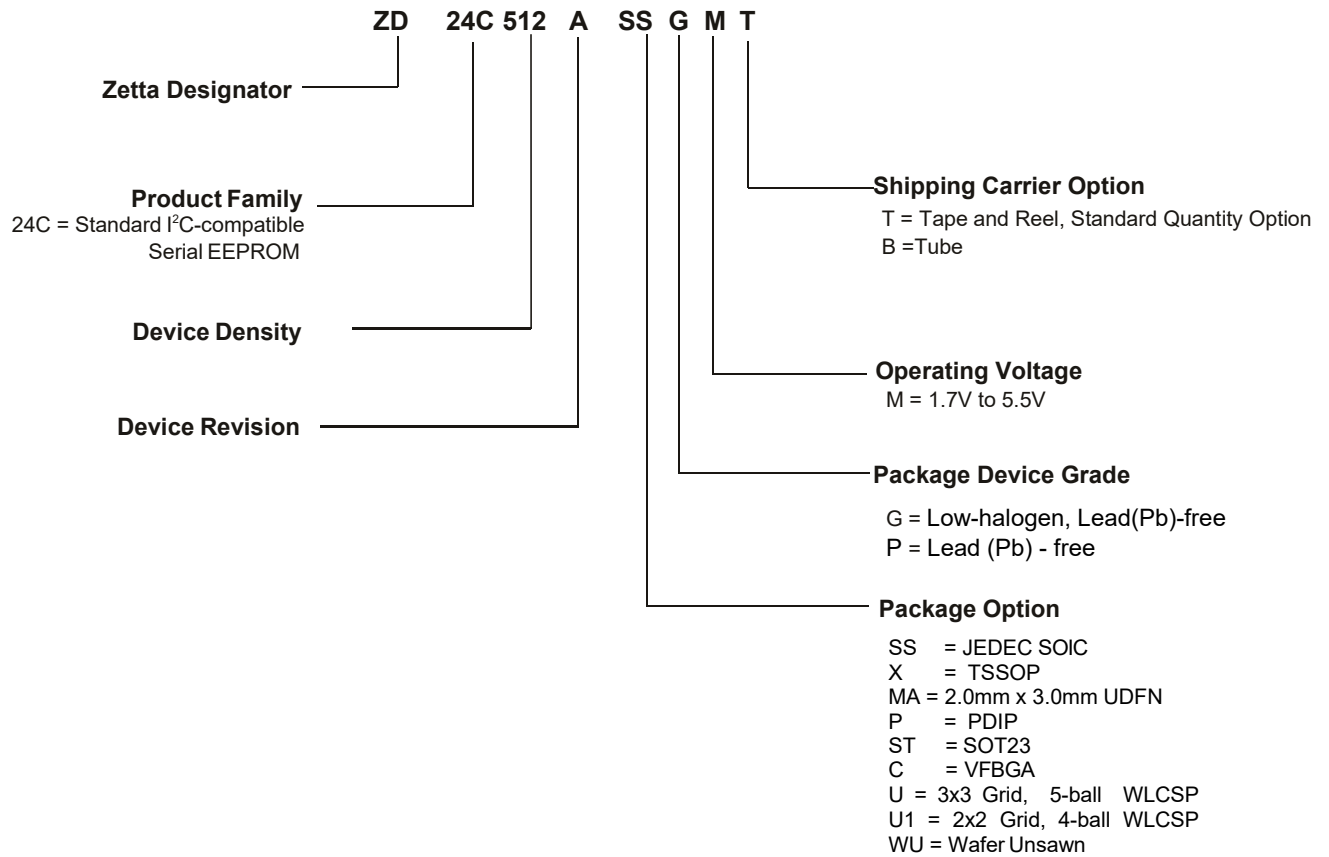 ZD 24C 512 A SS G M T
Zetta Designator
Product Family
24C = Standard I²C-compatible
Serial EEPROM
Device Density
Device Revision
Shipping Carrier Option
T = Tape and Reel, Standard Quantity Option
B =Tube
Operating Voltage
M = 1.7V to 5.5V
Package Device Grade
G = Low-halogen, Lead(Pb)-free
P = Lead (Pb) - free
Package Option
SS = JEDEC SOIC
X = TSSOP
MA = 2.0mm x 3.0mm UDFN
P = PDIP
ST = SOT23
C = VFBGA
U = 3x3 Grid, 5-ball WLCSP
U1 = 2x2 Grid, 4-ball WLCSP
WU = Wafer Unsawn